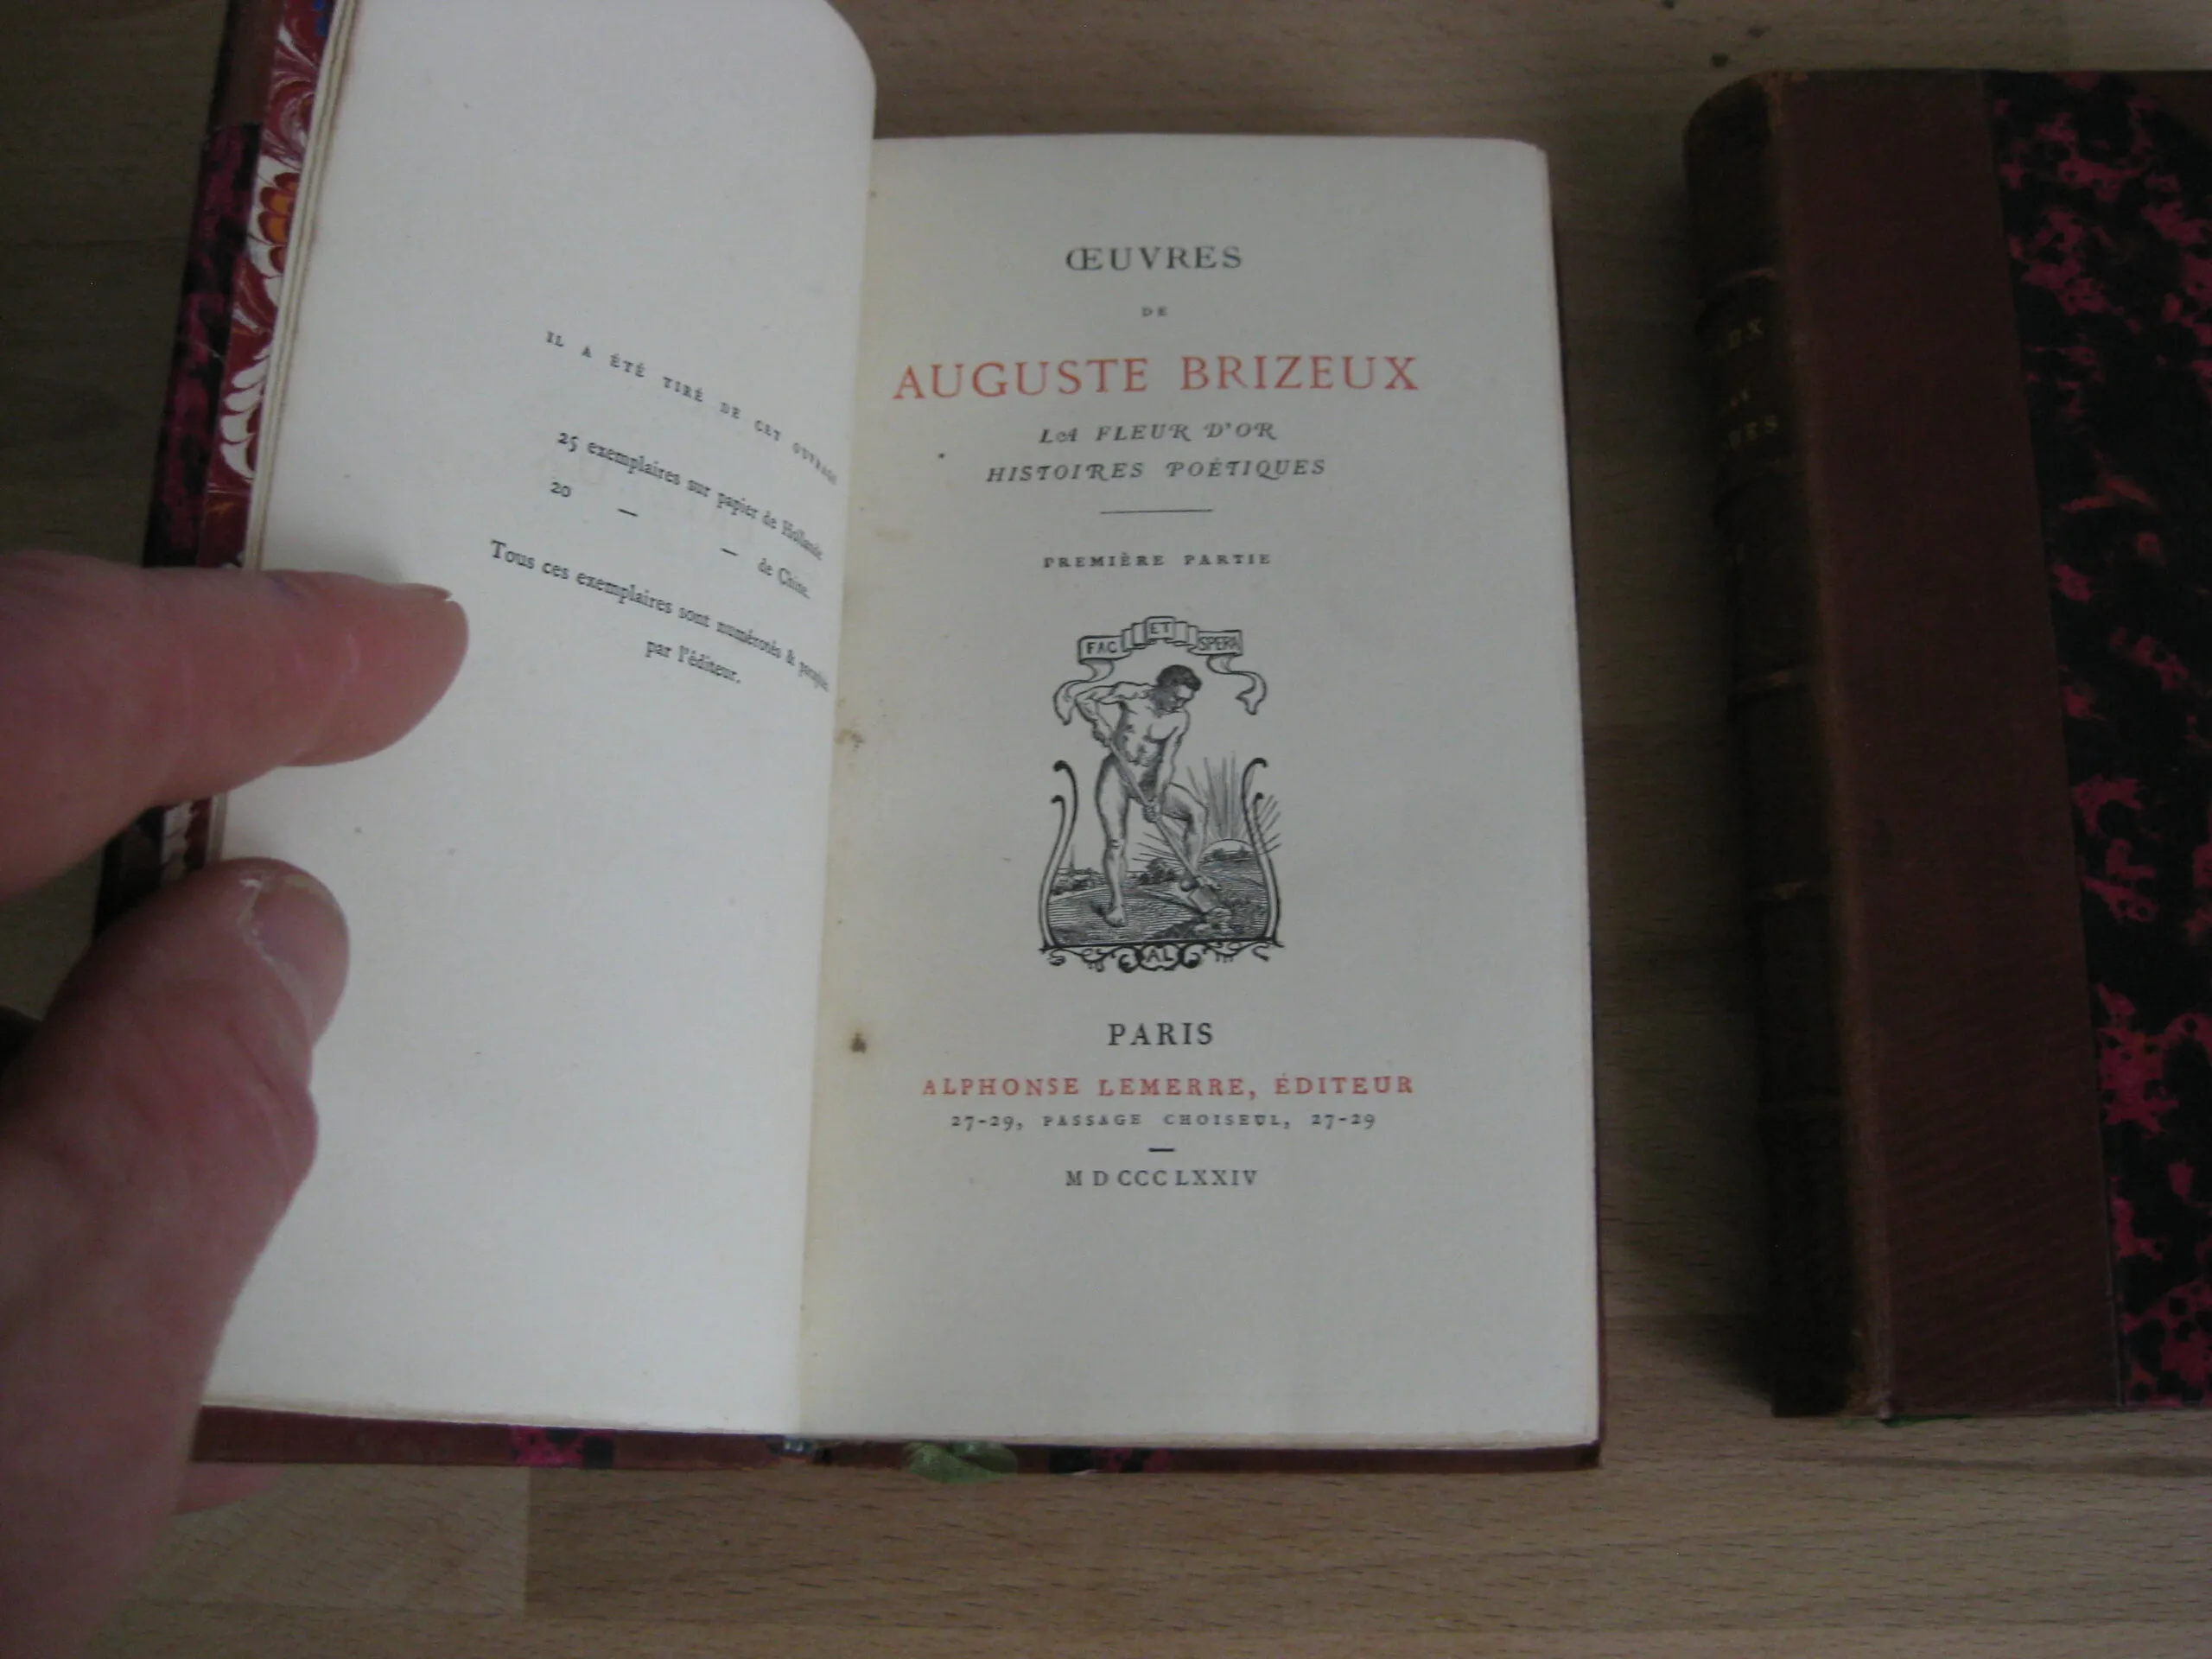 IL A ÉTÉ TIRÉ DE CET OUVRAGE
25 exemplaires sur papier de Hollande.
20 — — de Chine.
Tous ces exemplaires sont numérotés &
par l'éditeur.
ŒUVRES
DE
AUGUSTE BRIZEUX
LA FLEUR D'OR
HISTOIRES POÉTIQUES
PREMIÈRE PARTIE
FAC ET SPERA
AL
PARIS
ALPHONSE LEMERRE, ÉDITEUR
27-29, PASSAGE CHOISEUL, 27-29
M D CCC LXXIV